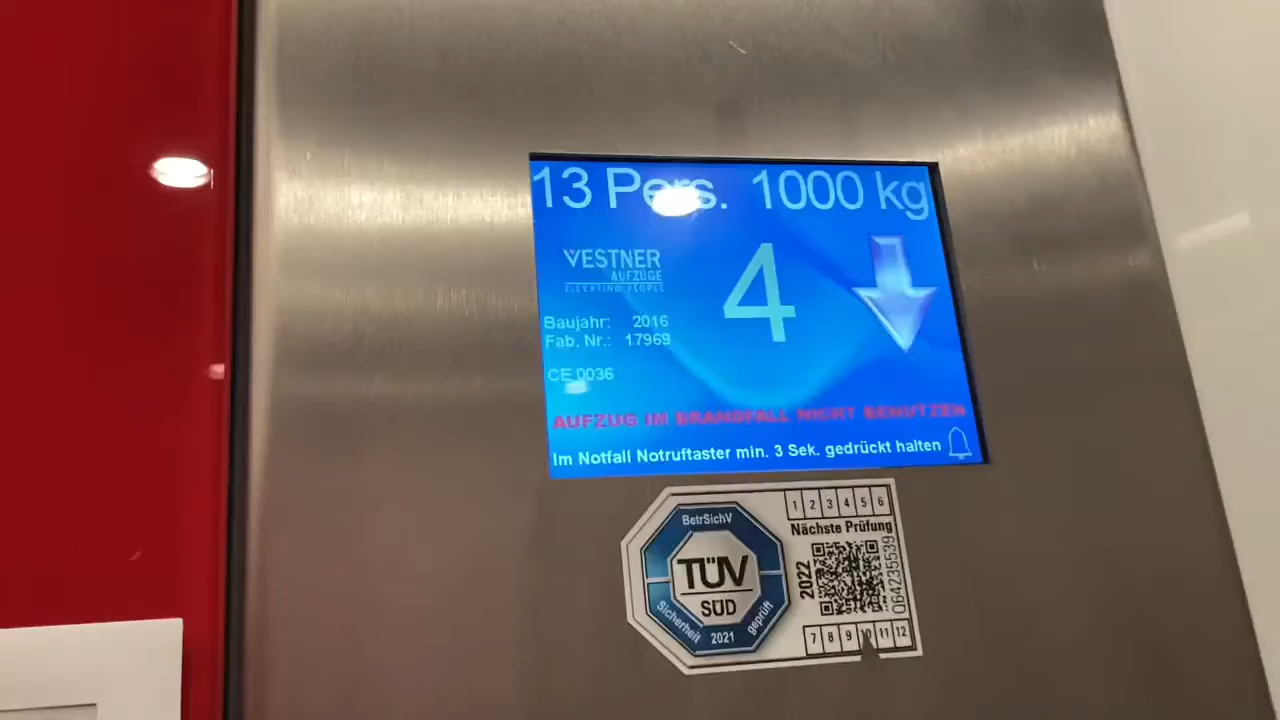 13 Pers. 1000 kg
VESTNER
AUFZÜGE
ELEVATING PEOPLE
4
Baujahr: 2016
Fab. Nr.: 17969
CE 0036
AUFZUG IM BRANDFALL NICHT BENUTZEN
Im Notfall Notruftaster min. 3 Sek. gedrückt halten
BetrSichV
TÜV
SÜD
Sicherheit 2021 geprüft
1 2 3 4 5 6
Nächste Prüfung
2022
064235539
7 8 9 10 11 12